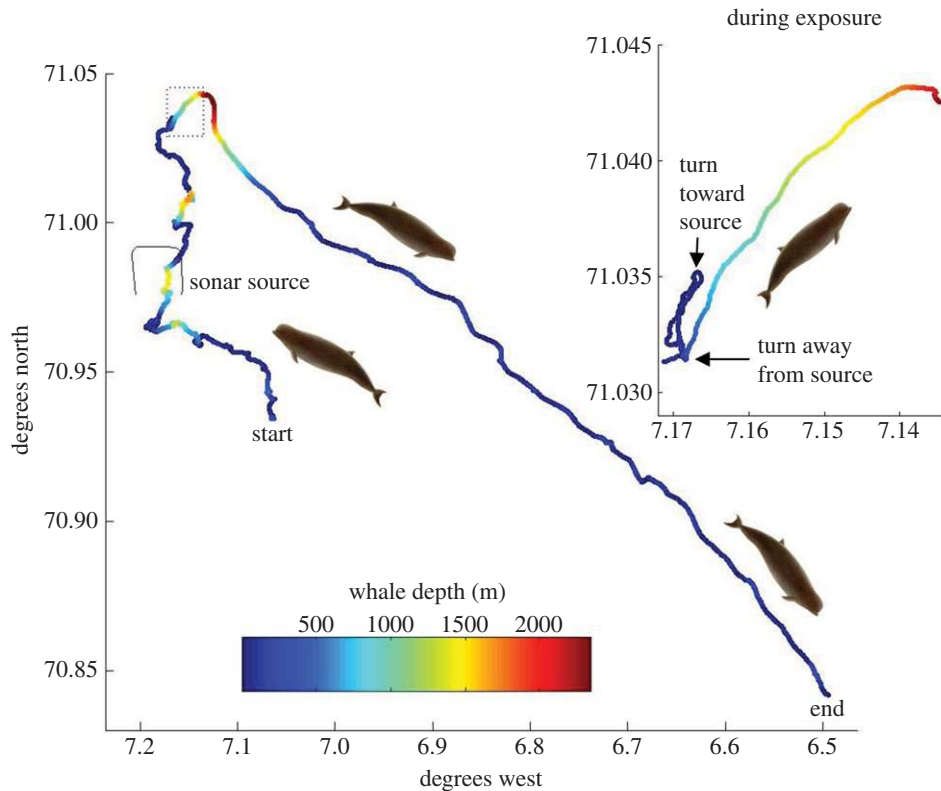 during exposure
71.045
71.040
71.035
71.030
7.17 7.16 7.15 7.14
turn
toward
source
turn away
from source
degrees north
71.05
71.00
70.95
70.90
70.85
sonar source
start
whale depth (m)
500 1000 1500 2000
end
7.2 7.1 7.0 6.9 6.8 6.7 6.6 6.5
degrees west